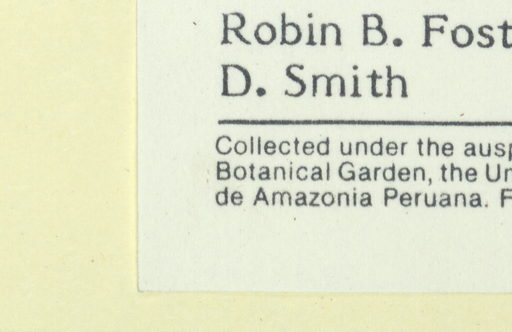 Robin B. Fost
D. Smith
Collected under the ausp
Botanical Garden, the Un
de Amazonia Peruana. F